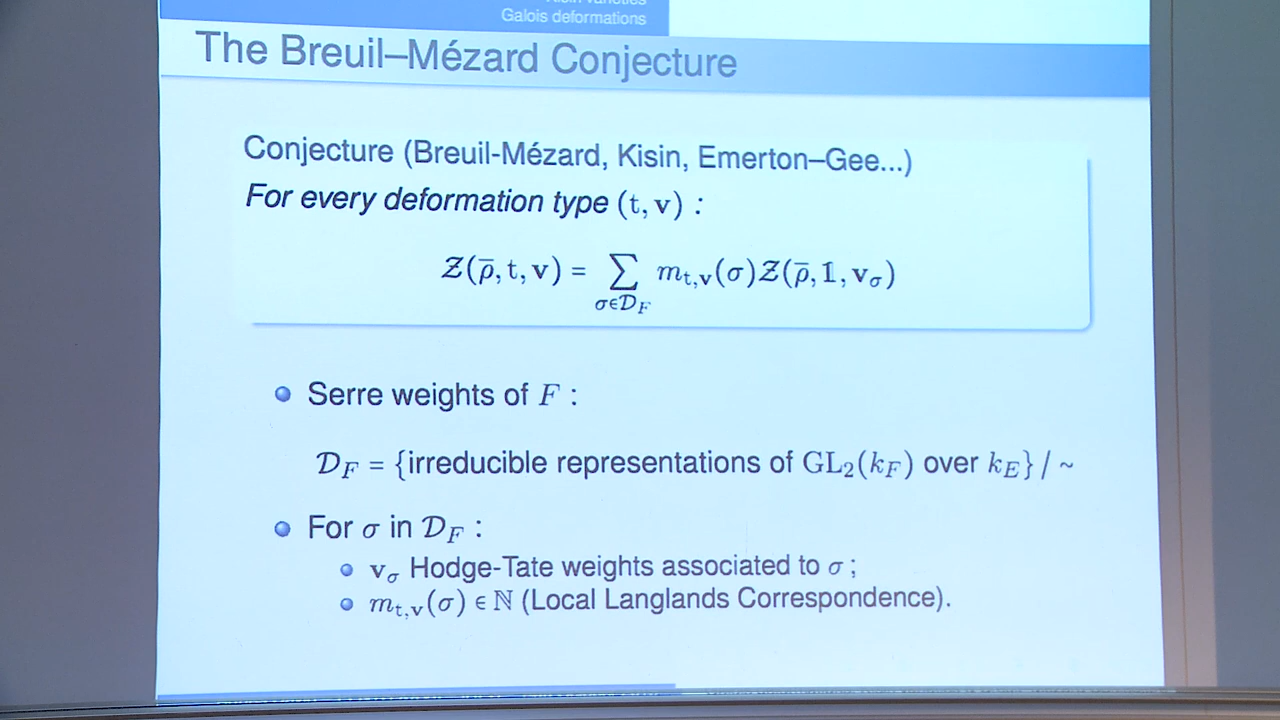 Kisin varieties
Galois deformations
The Breuil–Mézard Conjecture
Conjecture (Breuil-Mézard, Kisin, Emerton–Gee...)
For every deformation type (t, v) :
𝒵(ρ̄, t, v) = ∑_{σ∈𝒟_F} m_{t,v}(σ)𝒵(ρ̄, 𝟙, v_σ)
Serre weights of F :
𝒟_F = {irreducible representations of GL₂(k_F) over k_E} / ~
For σ in 𝒟_F :
v_σ Hodge-Tate weights associated to σ ;
m_{t,v}(σ) ∈ ℕ (Local Langlands Correspondence).